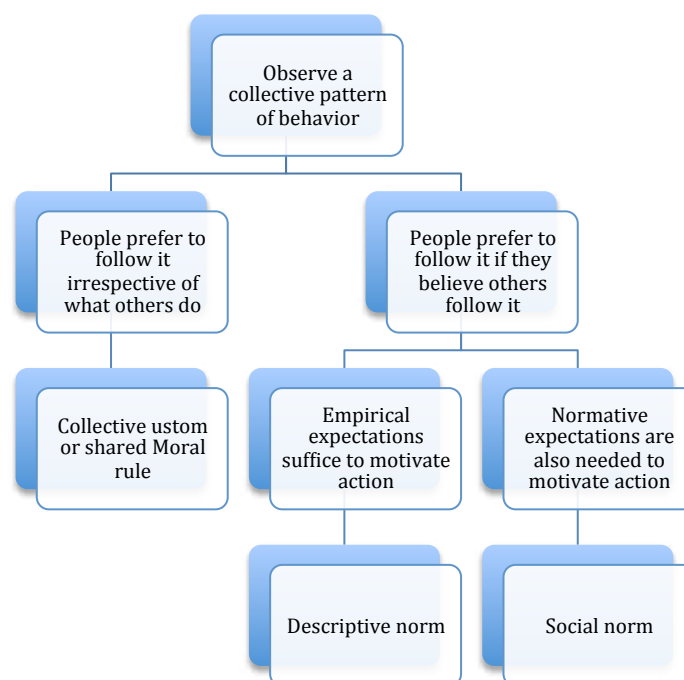 Observe a
collective pattern
of behavior
People prefer to
follow it
irrespective of
what others do
People prefer to
follow it if they
believe others
follow it
Collective ustom
or shared Moral
rule
Empirical
expectations
suffice to motivate
action
Normative
expectations are
also needed to
motivate action
Descriptive norm
Social norm